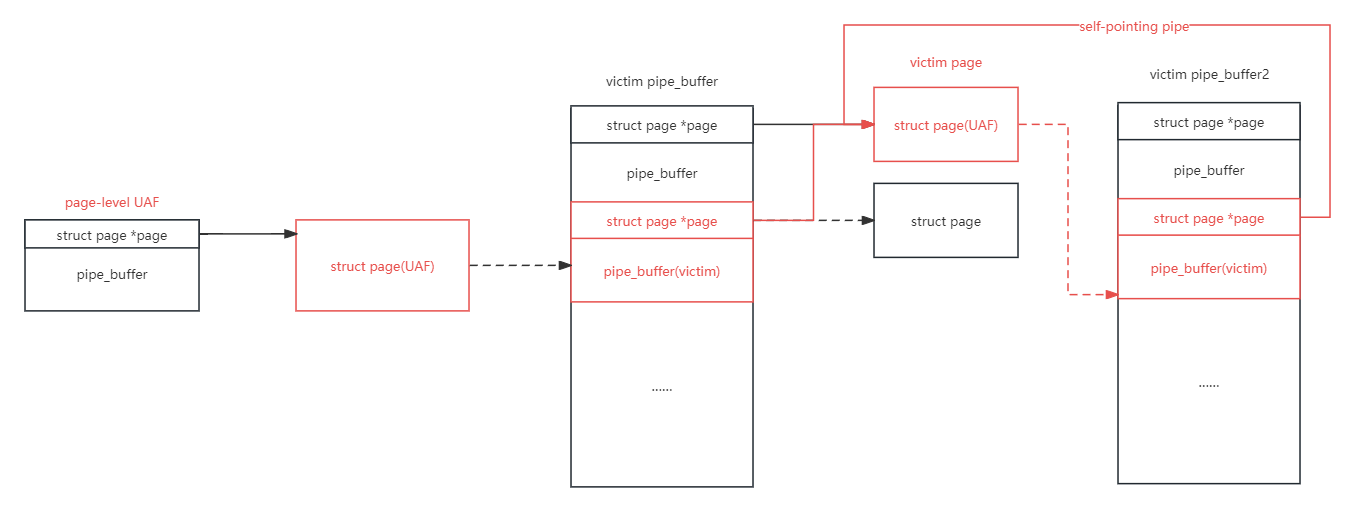 self-pointing pipe
victim page
victim pipe_buffer2
victim pipe_buffer
struct page *page
struct page(UAF)
struct page *page
pipe_buffer
pipe_buffer
page-level UAF
struct page *page
struct page
struct page *page
struct page *page
struct page(UAF)
pipe_buffer(victim)
pipe_buffer(victim)
pipe_buffer
......
......